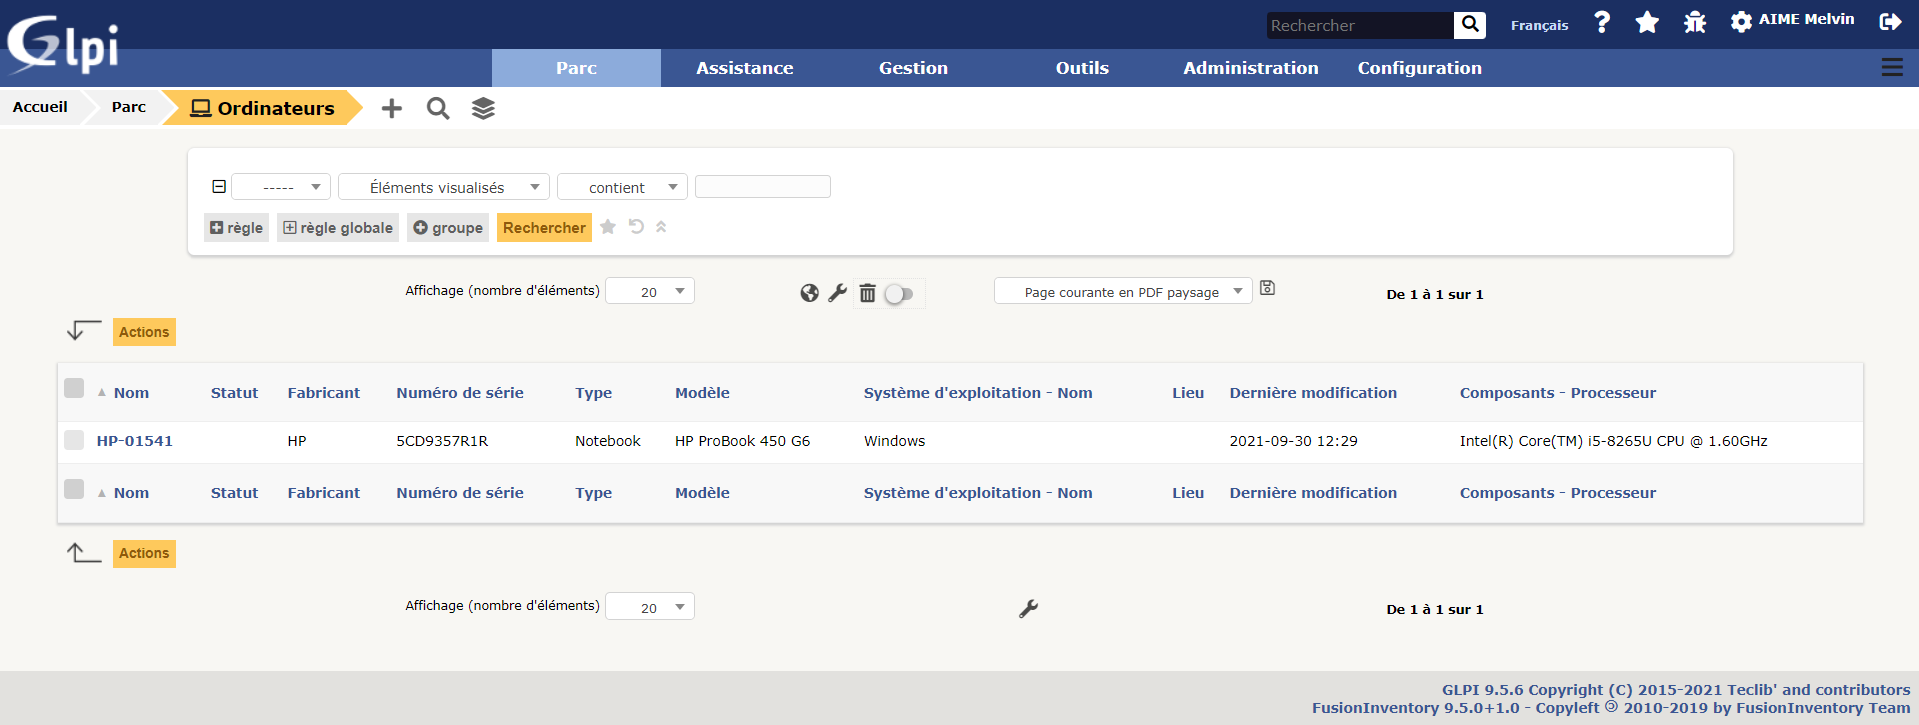 Glpi
Rechercher
Français
AIME Melvin
Parc Assistance Gestion Outils Administration Configuration
Accueil Parc Ordinateurs
----- Éléments visualisés contient
règle règle globale groupe Rechercher
Affichage (nombre d'éléments) 20 Page courante en PDF paysage De 1 à 1 sur 1
Actions
Nom Statut Fabricant Numéro de série Type Modèle Système d'exploitation - Nom Lieu Dernière modification Composants - Processeur
HP-01541 HP 5CD9357R1R Notebook HP ProBook 450 G6 Windows 2021-09-30 12:29 Intel(R) Core(TM) i5-8265U CPU @ 1.60GHz
Nom Statut Fabricant Numéro de série Type Modèle Système d'exploitation - Nom Lieu Dernière modification Composants - Processeur
Actions
Affichage (nombre d'éléments) 20 De 1 à 1 sur 1
GLPI 9.5.6 Copyright (C) 2015-2021 Teclib' and contributors
FusionInventory 9.5.0+1.0 - Copyleft 🄯 2010-2019 by FusionInventory Team